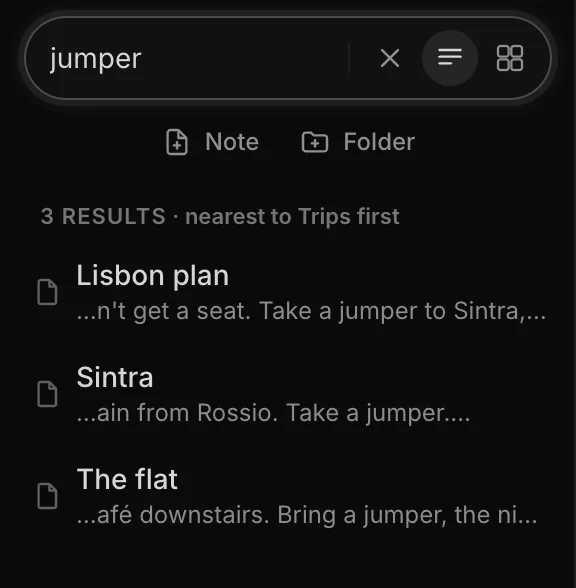 jumper
Note
Folder
3 RESULTS · nearest to Trips first
Lisbon plan
...n't get a seat. Take a jumper to Sintra,...
Sintra
...ain from Rossio. Take a jumper....
The flat
...afé downstairs. Bring a jumper, the ni...